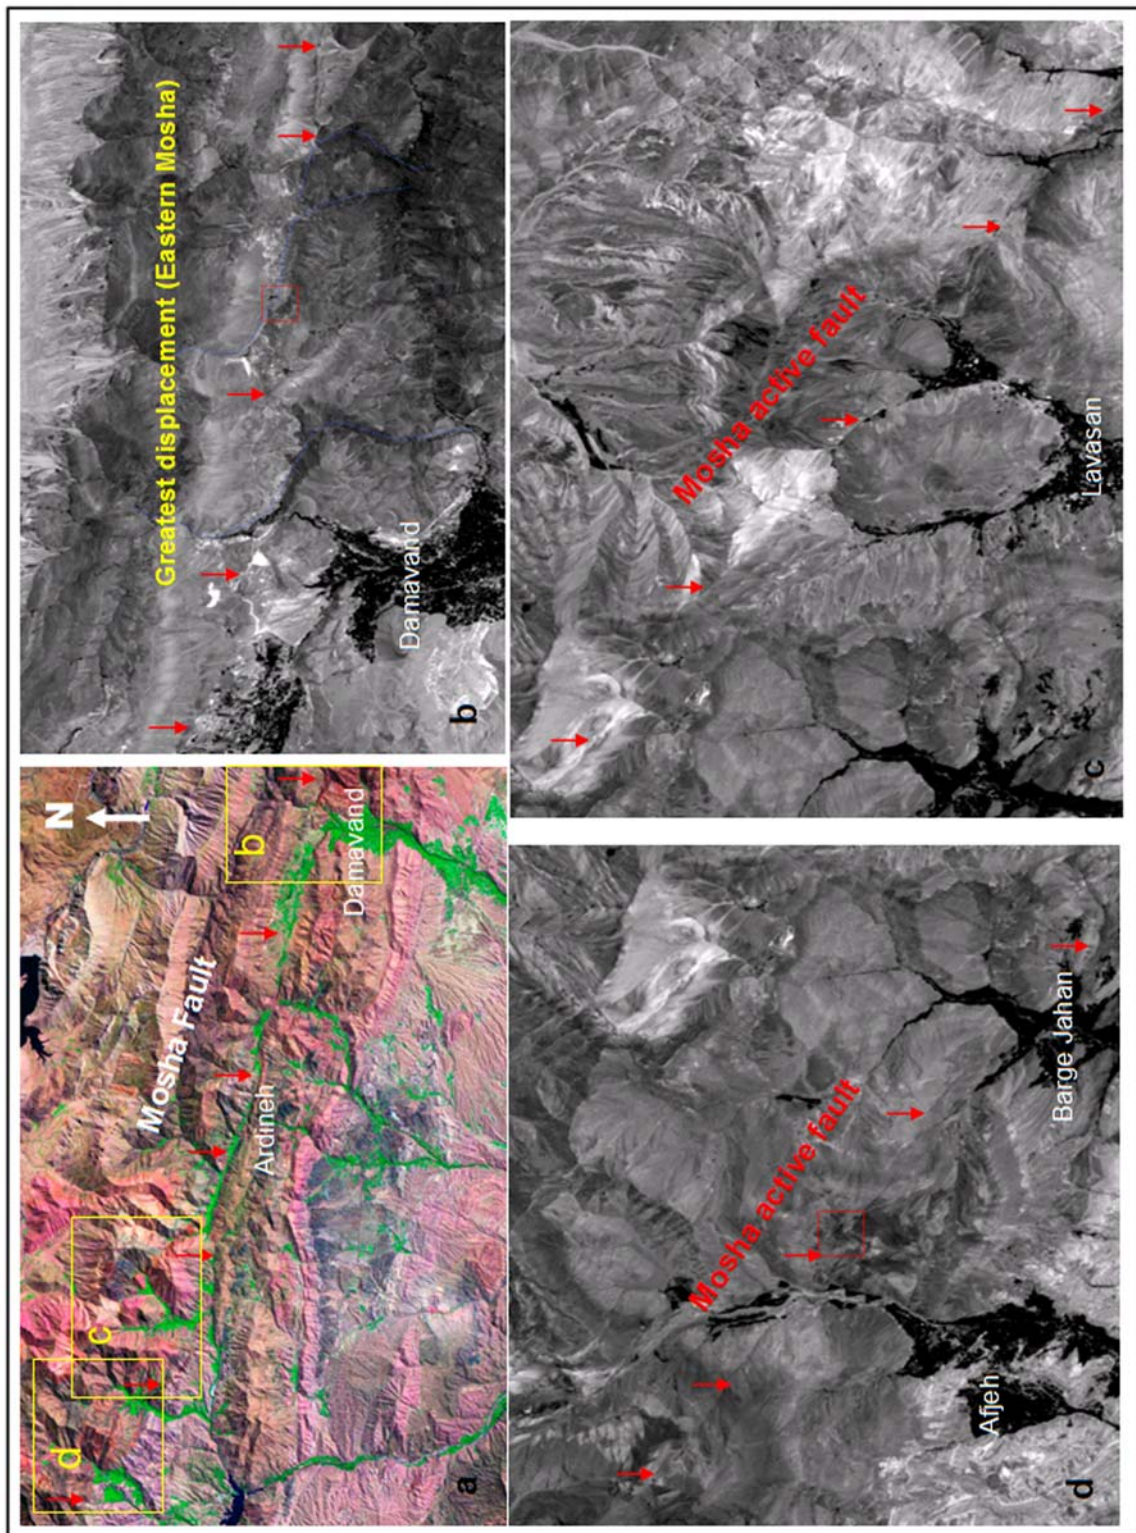 N
Mosha Fault
Ardineh
Damavand
b
c
d
a
Greatest displacement (Eastern Mosha)
Damavand
b
Mosha active fault
Afjeh
Barge Jahan
d
Mosha active fault
Lavasan
c